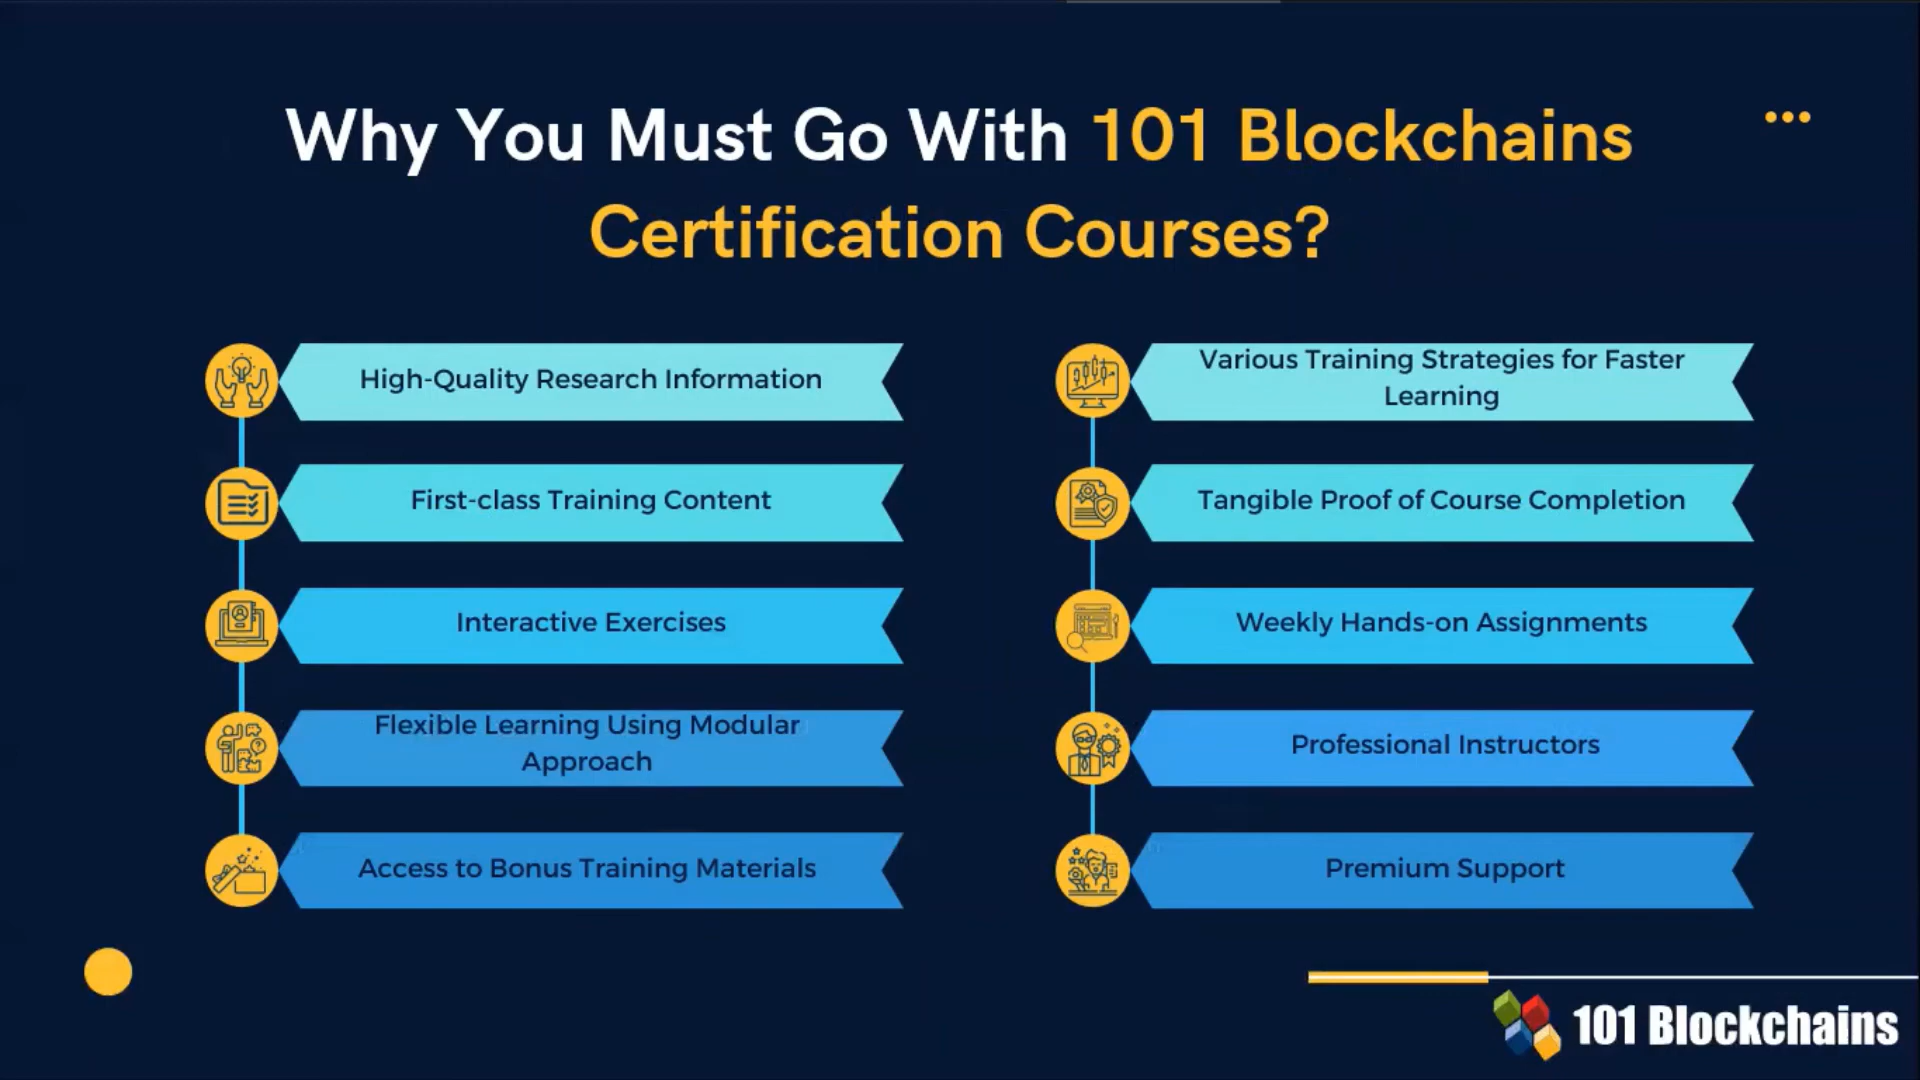 Why You Must Go With 101 Blockchains
Certification Courses?
High-Quality Research Information
First-class Training Content
Interactive Exercises
Flexible Learning Using Modular
Approach
Access to Bonus Training Materials
Various Training Strategies for Faster
Learning
Tangible Proof of Course Completion
Weekly Hands-on Assignments
Professional Instructors
Premium Support
101 Blockchains